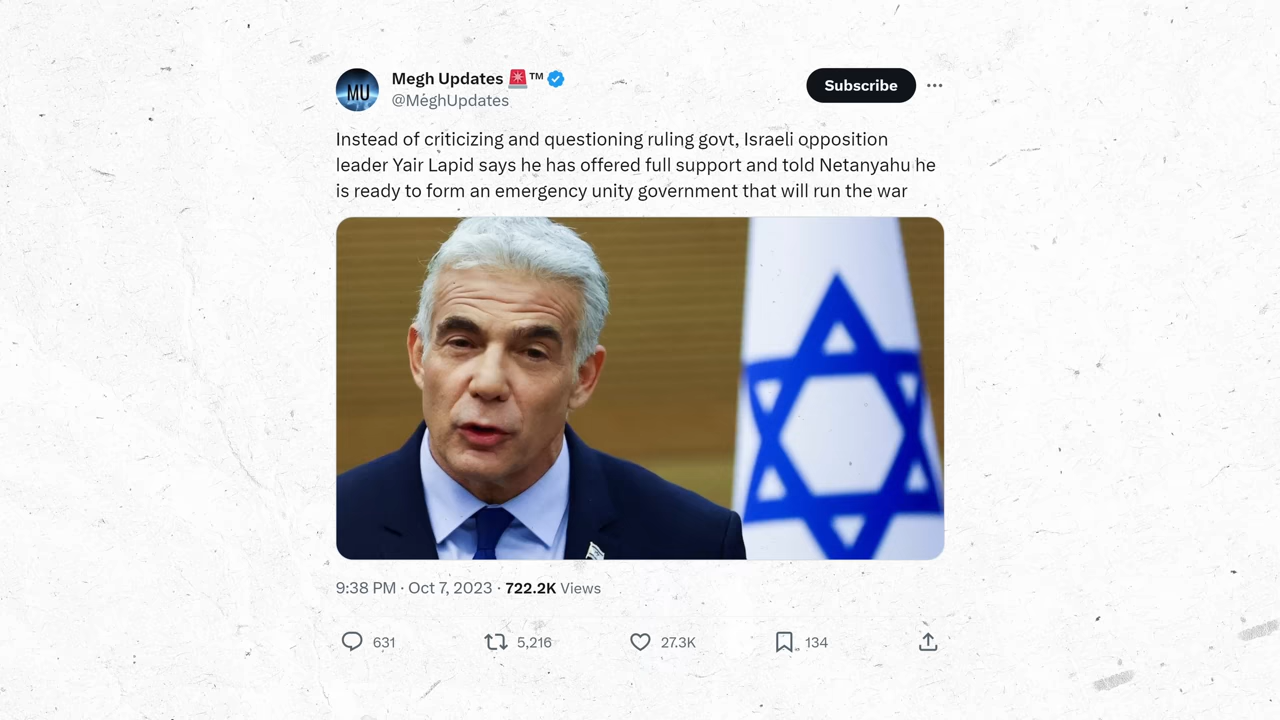 MU
Megh Updates 🚨™
@MeghUpdates
Subscribe
Instead of criticizing and questioning ruling govt, Israeli opposition
leader Yair Lapid says he has offered full support and told Netanyahu he
is ready to form an emergency unity government that will run the war
9:38 PM · Oct 7, 2023 · 722.2K Views
631 5,216 27.3K 134